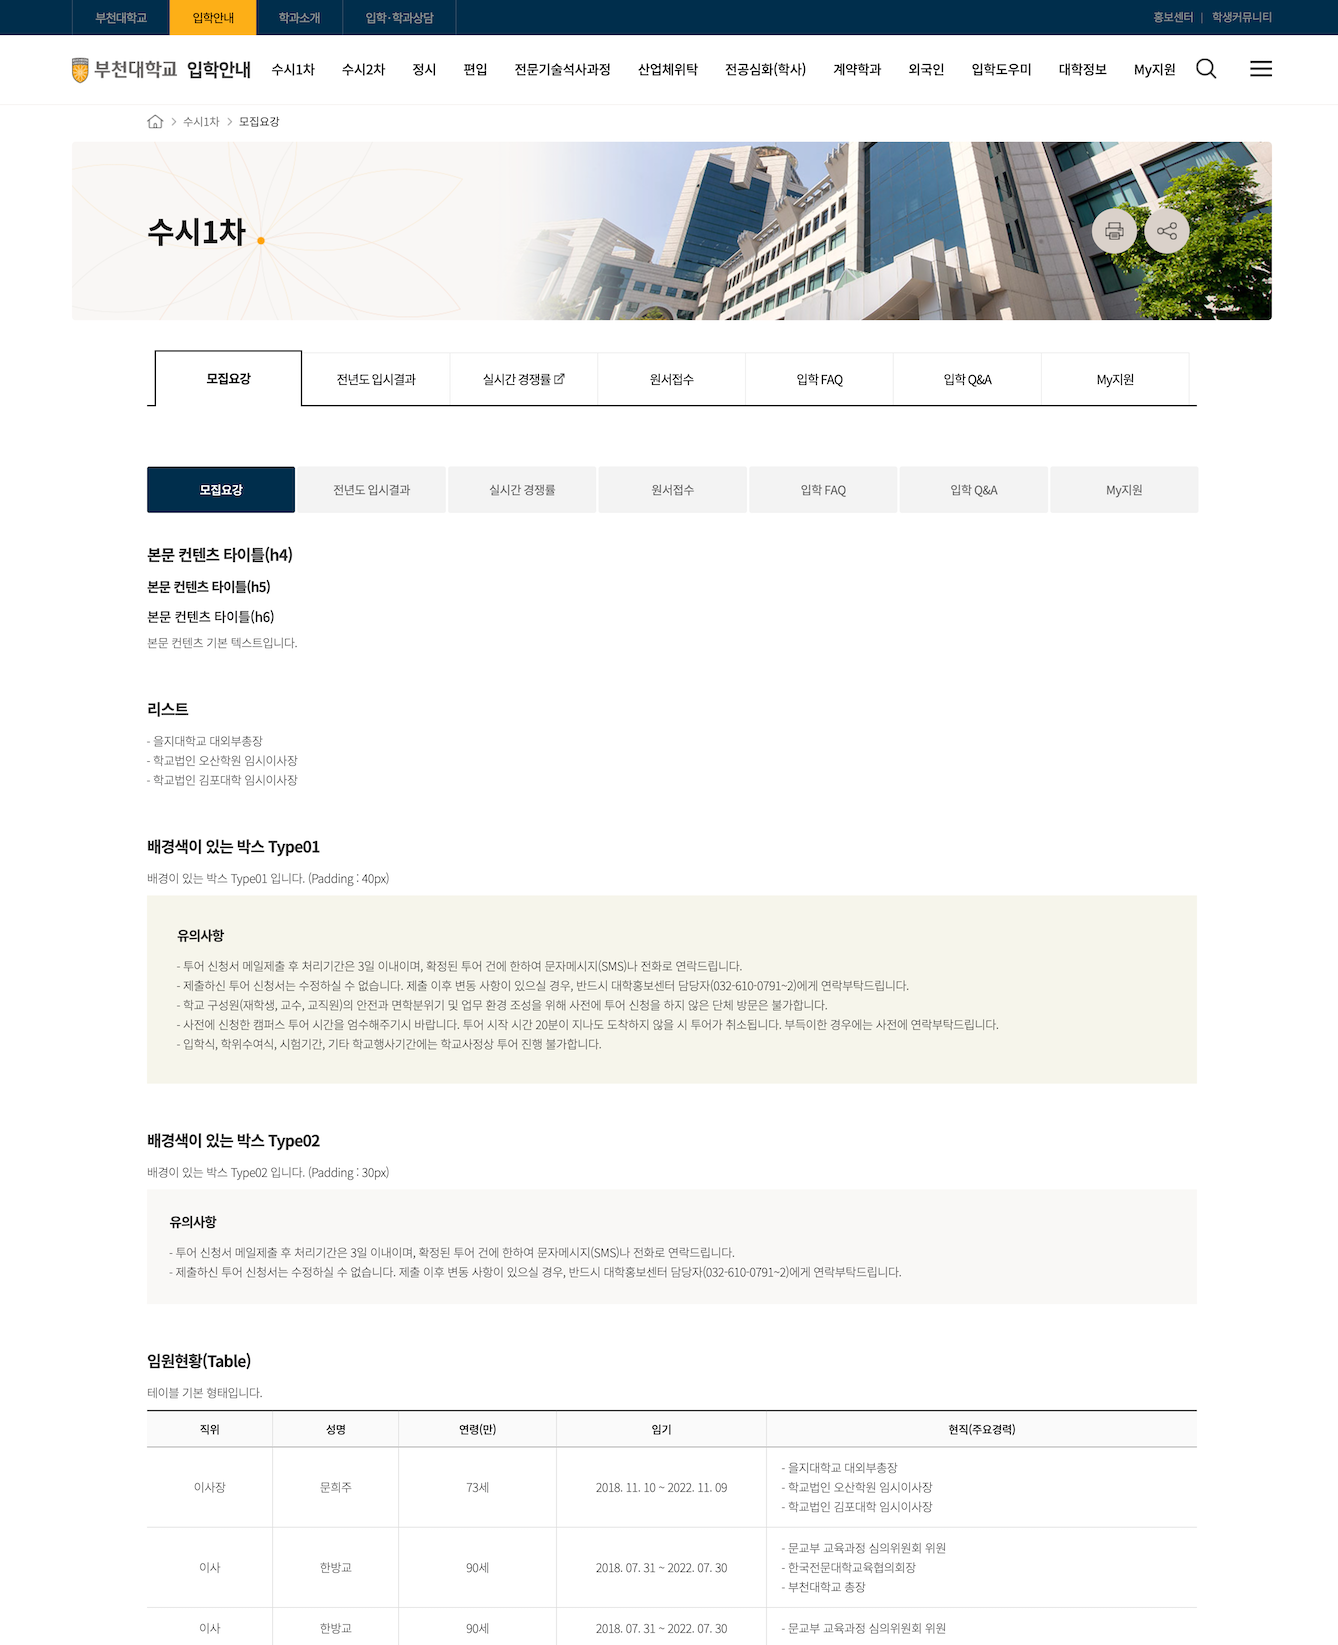 부천대학교 입학안내 학과소개 입학·학과상담 홍보센터 | 학생커뮤니티
부천대학교 입학안내 수시1차 수시2차 정시 편입 전문기술석사과정 산업체위탁 전공심화(학사) 계약학과 외국인 입학도우미 대학정보 My지원
수시1차 > 모집요강
수시1차
모집요강 전년도 입시결과 실시간 경쟁률 원서접수 입학 FAQ 입학 Q&A My지원
모집요강 전년도 입시결과 실시간 경쟁률 원서접수 입학 FAQ 입학 Q&A My지원
본문 컨텐츠 타이틀(h4)
본문 컨텐츠 타이틀(h5)
본문 컨텐츠 타이틀(h6)
본문 컨텐츠 기본 텍스트입니다.
리스트
- 을지대학교 대외부총장
- 학교법인 오산학원 임시이사장
- 학교법인 김포대학 임시이사장
배경색이 있는 박스 Type01
배경이 있는 박스 Type01 입니다. (Padding : 40px)
유의사항
- 투어 신청서 메일제출 후 처리기간은 3일 이내이며, 확정된 투어 건에 한하여 문자메시지(SMS)나 전화로 연락드립니다.
- 제출하신 투어 신청서는 수정하실 수 없습니다. 제출 이후 변동 사항이 있으실 경우, 반드시 대학홍보센터 담당자(032-610-0791~2)에게 연락부탁드립니다.
- 학교 구성원(재학생, 교수, 교직원)의 안전과 면학분위기 및 업무 환경 조성을 위해 사전에 투어 신청을 하지 않은 단체 방문은 불가합니다.
- 사전에 신청한 캠퍼스 투어 시간을 엄수해주기시 바랍니다. 투어 시작 시간 20분이 지나도 도착하지 않을 시 투어가 취소됩니다. 부득이한 경우에는 사전에 연락부탁드립니다.
- 입학식, 학위수여식, 시험기간, 기타 학교행사기간에는 학교사정상 투어 진행 불가합니다.
배경색이 있는 박스 Type02
배경이 있는 박스 Type02 입니다. (Padding : 30px)
유의사항
- 투어 신청서 메일제출 후 처리기간은 3일 이내이며, 확정된 투어 건에 한하여 문자메시지(SMS)나 전화로 연락드립니다.
- 제출하신 투어 신청서는 수정하실 수 없습니다. 제출 이후 변동 사항이 있으실 경우, 반드시 대학홍보센터 담당자(032-610-0791~2)에게 연락부탁드립니다.
임원현황(Table)
테이블 기본 형태입니다.
직위 성명 연령(만) 임기 현직(주요경력)
이사장 문희주 73세 2018. 11. 10 ~ 2022. 11. 09
- 을지대학교 대외부총장
- 학교법인 오산학원 임시이사장
- 학교법인 김포대학 임시이사장
이사 한방교 90세 2018. 07. 31 ~ 2022. 07. 30
- 문교부 교육과정 심의위원회 위원
- 한국전문대학교육협의회장
- 부천대학교 총장
이사 한방교 90세 2018. 07. 31 ~ 2022. 07. 30 - 문교부 교육과정 심의위원회 위원